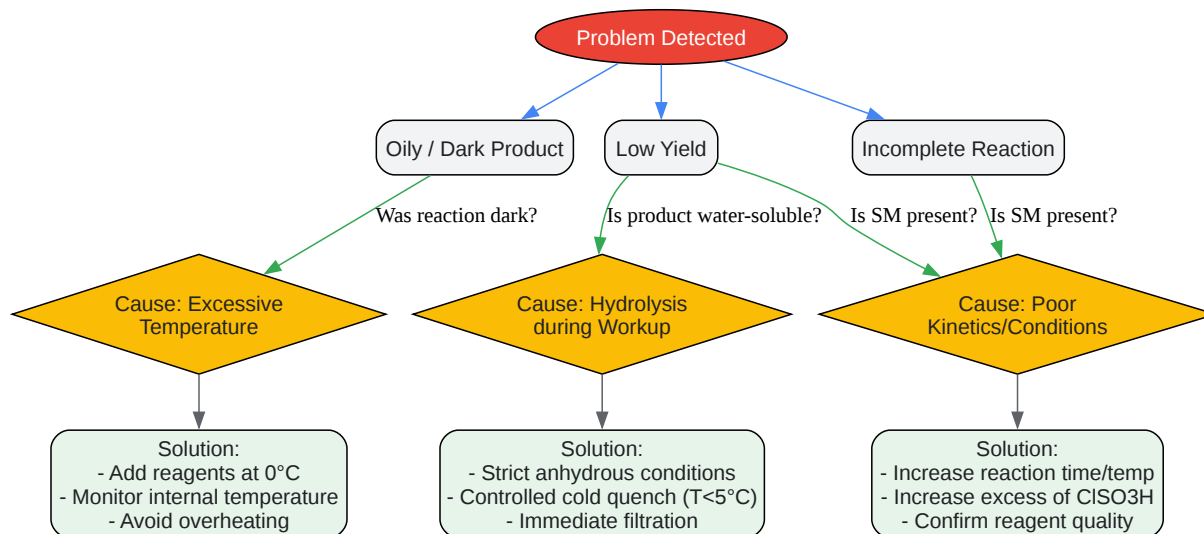 Problem Detected
Oily / Dark Product
Low Yield
Incomplete Reaction
Was reaction dark?
Is product water-soluble?
Is SM present?
Is SM present?
Cause: Excessive
Temperature
Cause: Hydrolysis
during Workup
Cause: Poor
Kinetics/Conditions
Solution:
- Add reagents at 0°C
- Monitor internal temperature
- Avoid overheating
Solution:
- Strict anhydrous conditions
- Controlled cold quench (T<5°C)
- Immediate filtration
Solution:
- Increase reaction time/temp
- Increase excess of ClSO3H
- Confirm reagent quality